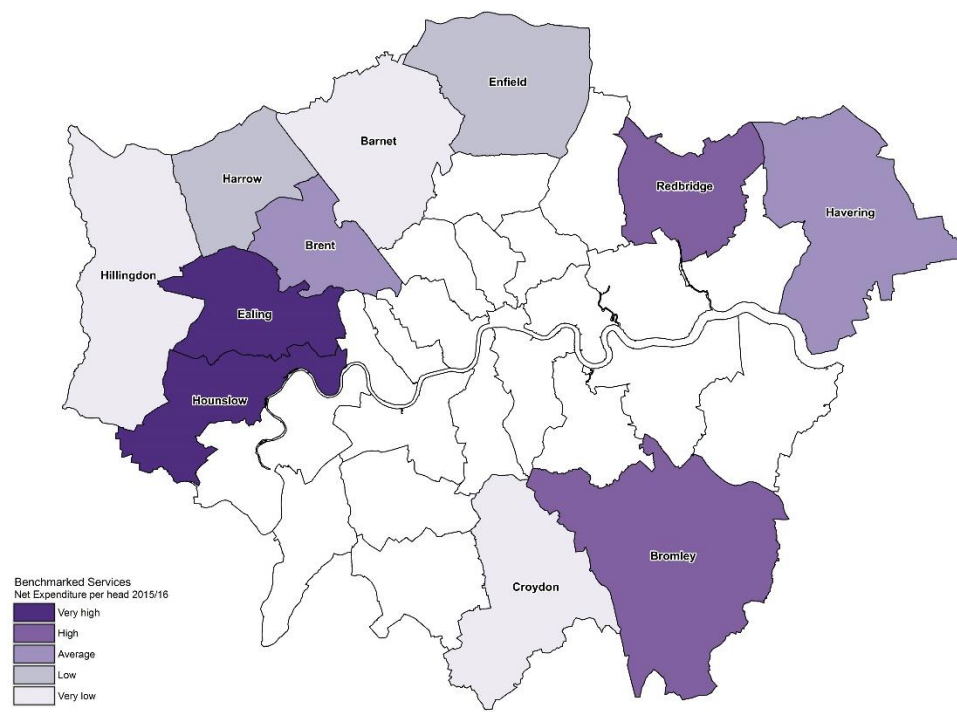 Enfield
Barnet
Harrow
Redbridge
Havering
Brent
Hillingdon
Ealing
Hounslow
Bromley
Croydon
Benchmarked Services
Net Expenditure per head 2015/16
Very high
High
Average
Low
Very low